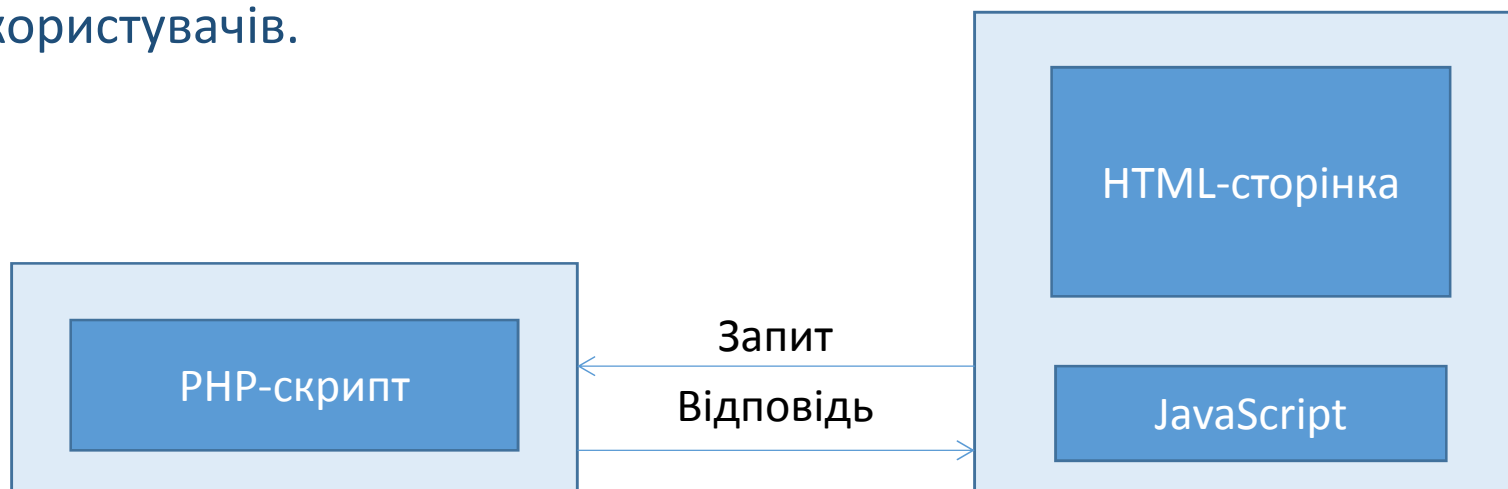 користувачів.
HTML-сторінка
Запит
PHP-скрипт
Відповідь
JavaScript